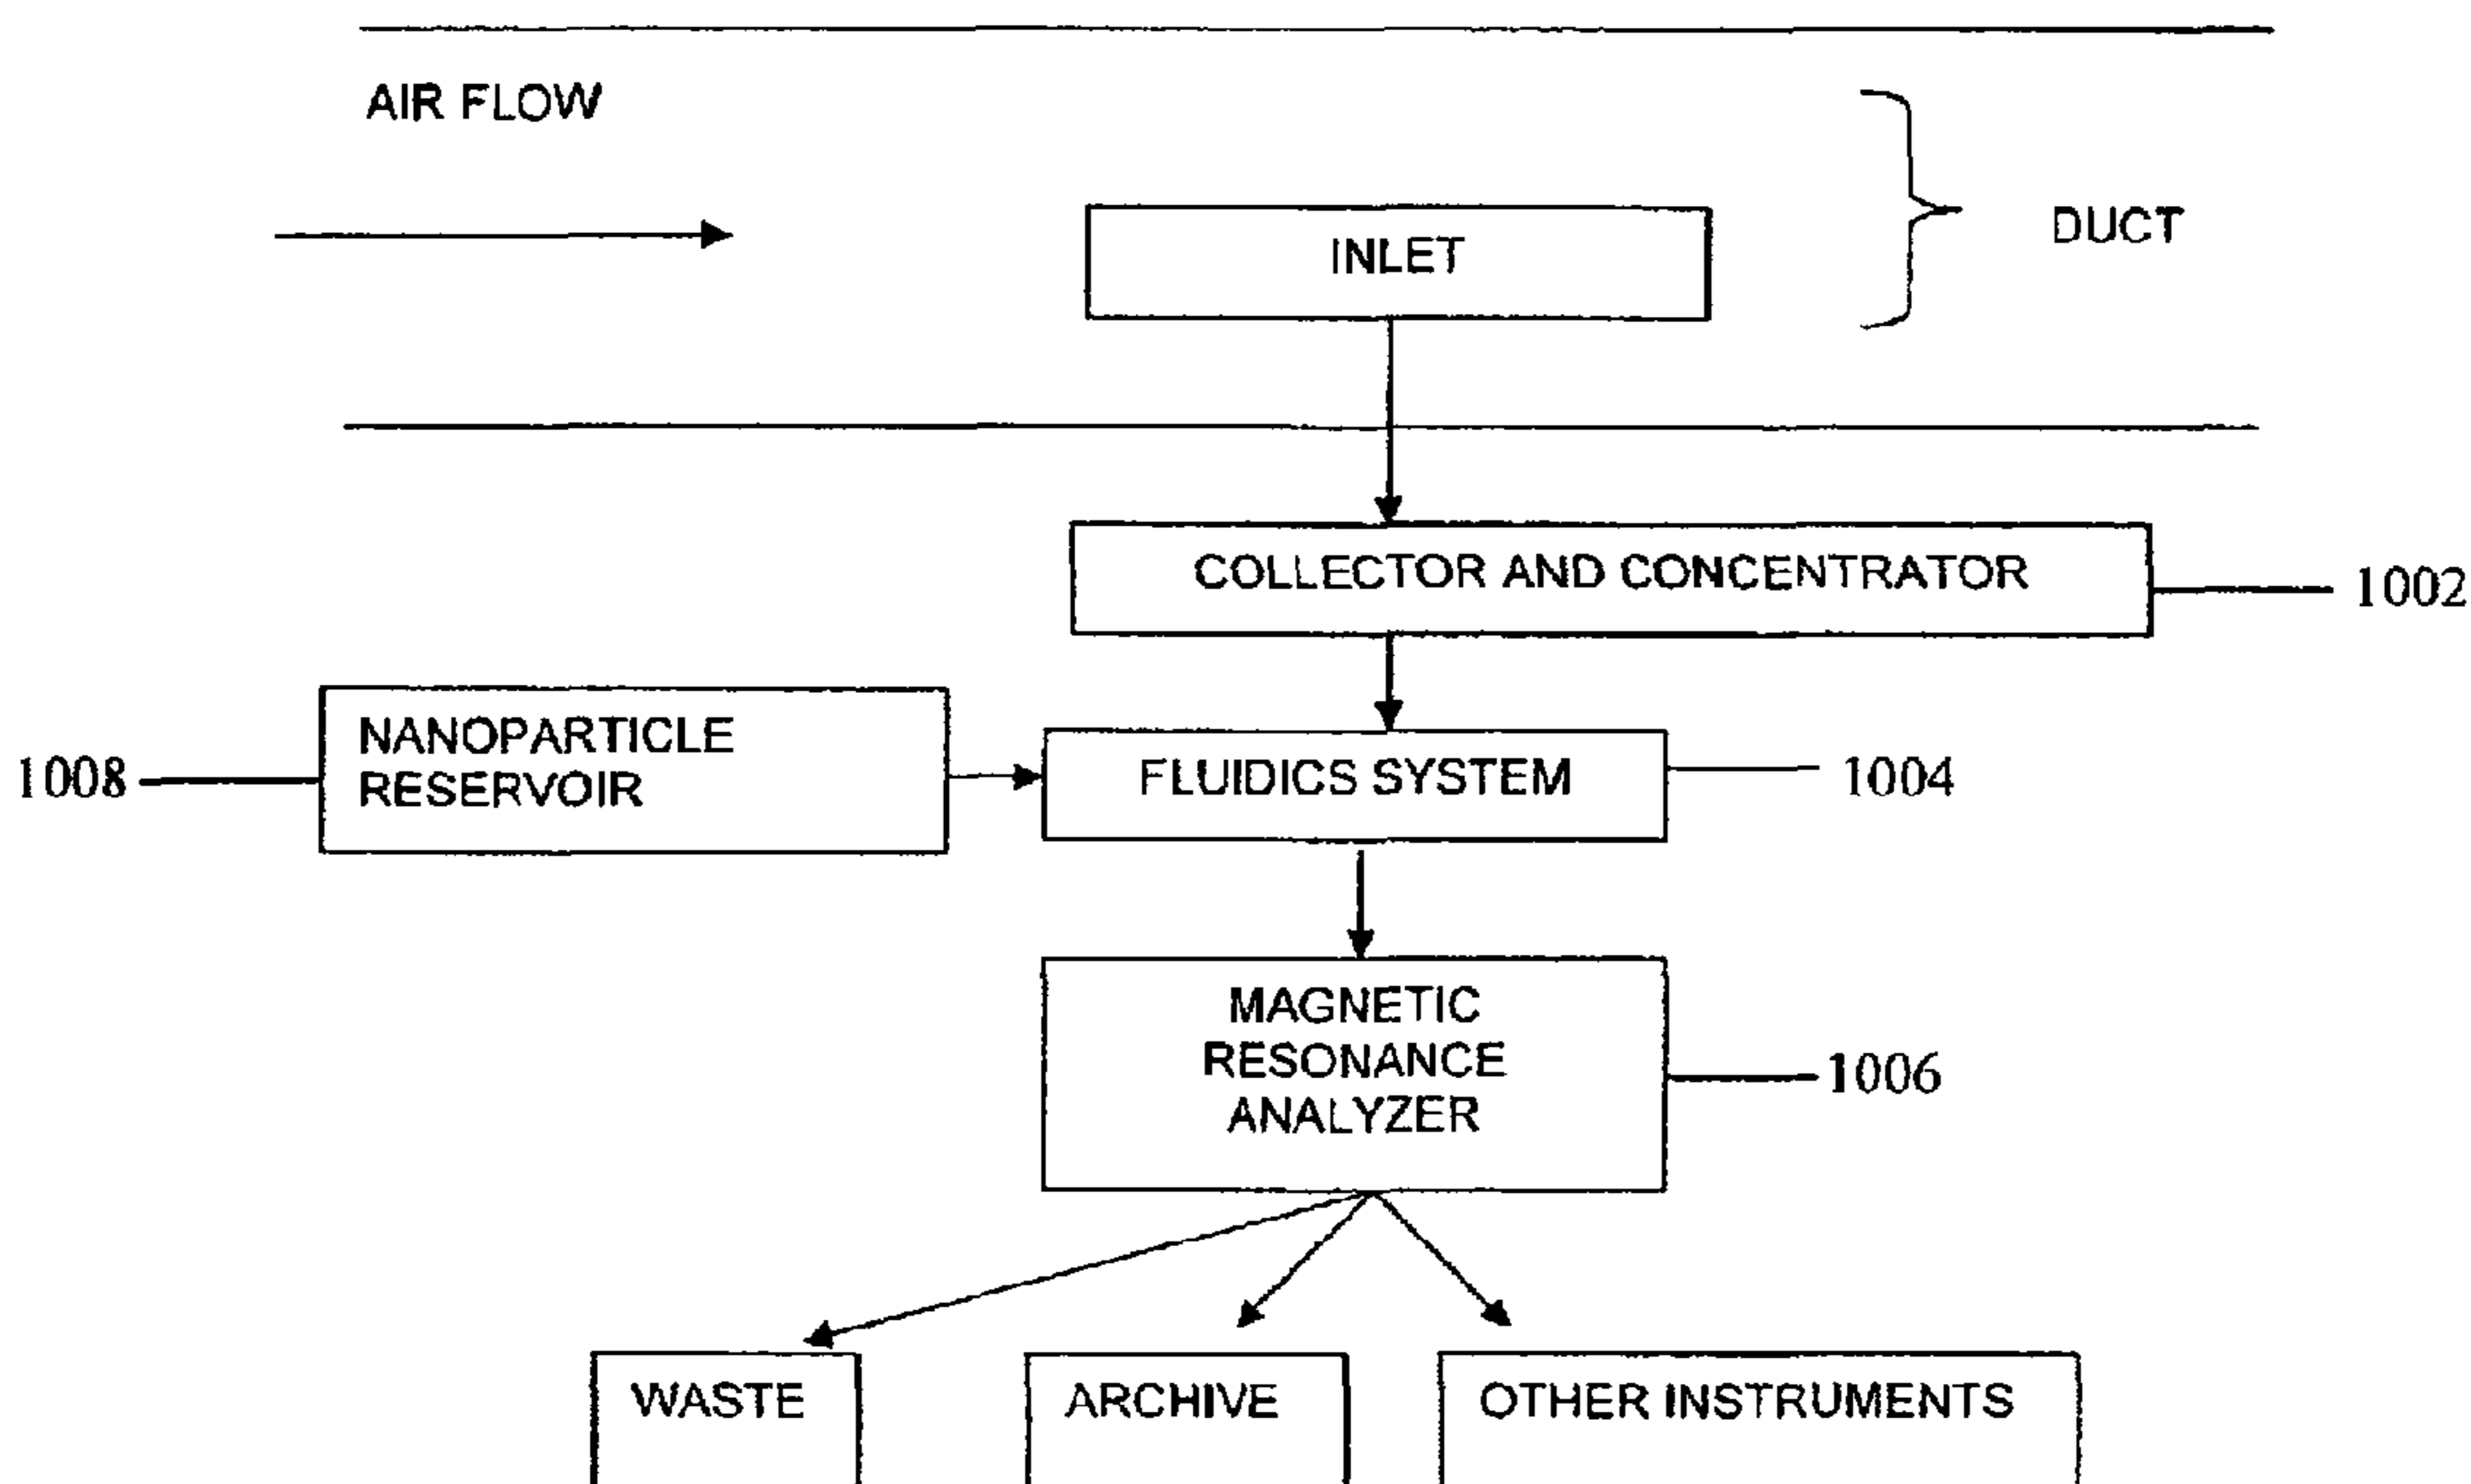 AIR FLOW
INLET
DUCT
COLLECTOR AND CONCENTRATOR
1002
NANOPARTICLE
RESERVOIR
1008
FLUIDICS SYSTEM
1004
MAGNETIC
RESONANCE
ANALYZER
1006
WASTE
ARCHIVE
OTHER INSTRUMENTS